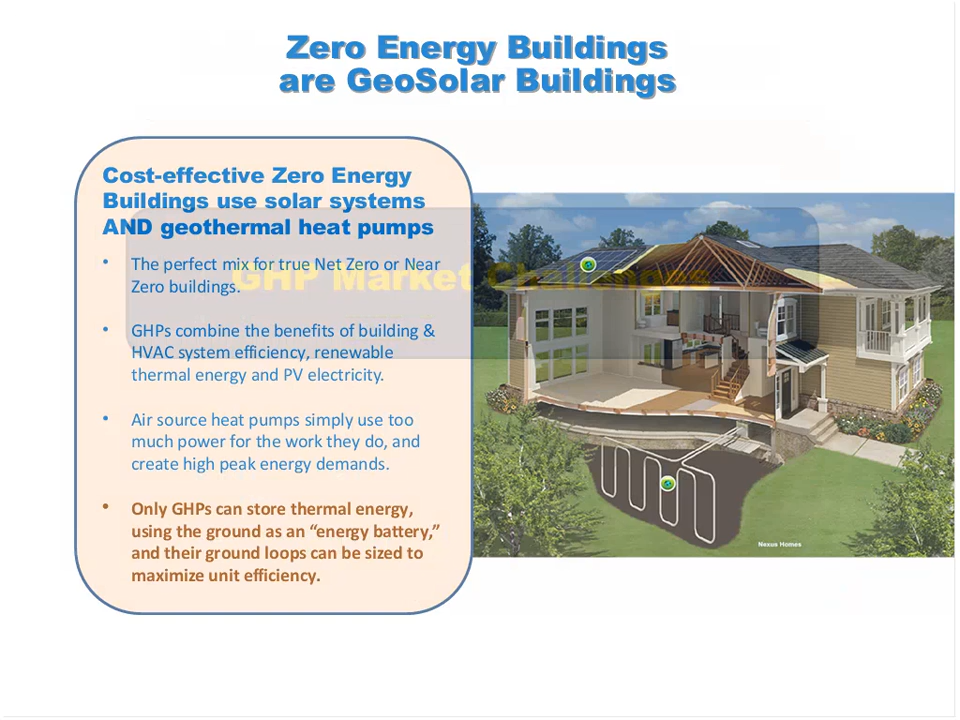 Zero Energy Buildings
are GeoSolar Buildings
Cost-effective Zero Energy
Buildings use solar systems
AND geothermal heat pumps
• The perfect mix for true Net Zero or Near
Zero buildings.
GHP Market Challenges
• GHPs combine the benefits of building &
HVAC system efficiency, renewable
thermal energy and PV electricity.
• Air source heat pumps simply use too
much power for the work they do, and
create high peak energy demands.
• Only GHPs can store thermal energy,
using the ground as an “energy battery,”
and their ground loops can be sized to
maximize unit efficiency.
Nexus Homes